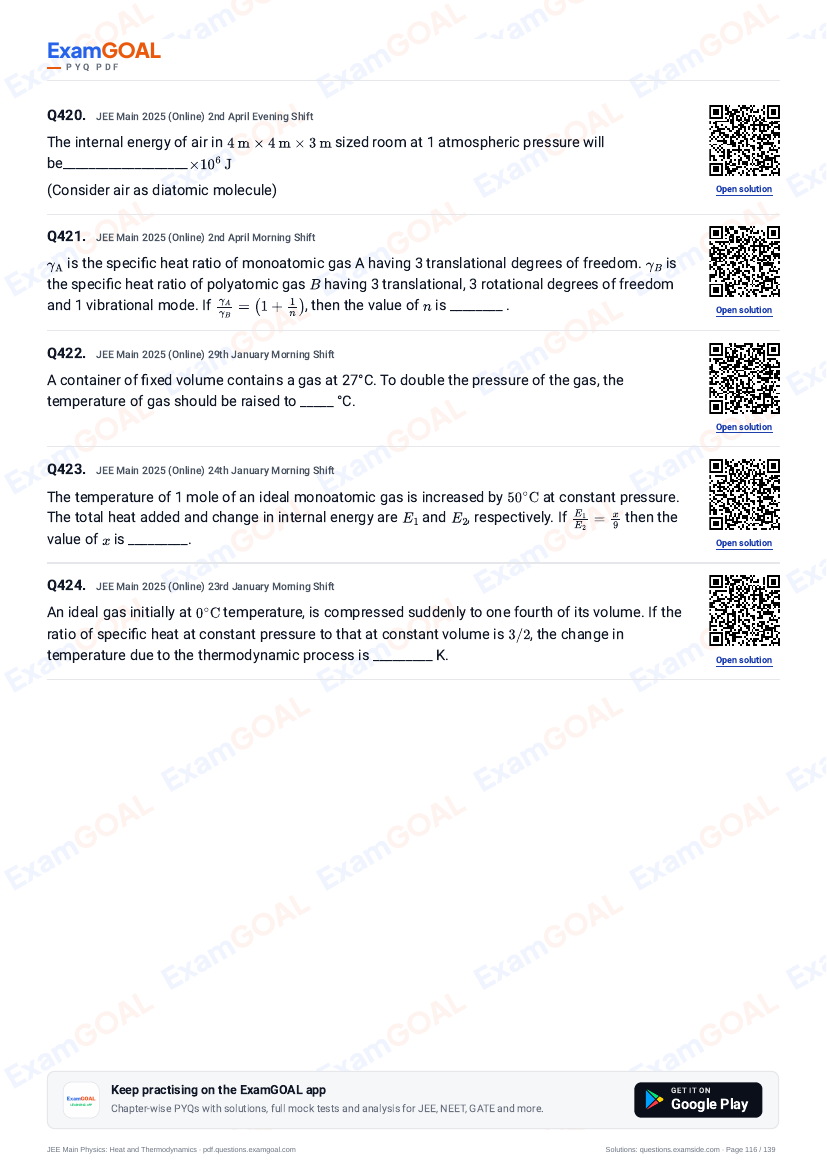 ExamGOAL
PYQ PDF
Q420. JEE Main 2025 (Online) 2nd April Evening Shift
The internal energy of air in 4 m × 4 m × 3 m sized room at 1 atmospheric pressure will
be___________________×10⁶ J
(Consider air as diatomic molecule)
Open solution
Q421. JEE Main 2025 (Online) 2nd April Morning Shift
γ_A is the specific heat ratio of monoatomic gas A having 3 translational degrees of freedom. γ_B is
the specific heat ratio of polyatomic gas B having 3 translational, 3 rotational degrees of freedom
and 1 vibrational mode. If γ_A/γ_B = (1 + 1/n), then the value of n is ________ .
Open solution
Q422. JEE Main 2025 (Online) 29th January Morning Shift
A container of fixed volume contains a gas at 27°C. To double the pressure of the gas, the
temperature of gas should be raised to _____ °C.
Open solution
Q423. JEE Main 2025 (Online) 24th January Morning Shift
The temperature of 1 mole of an ideal monoatomic gas is increased by 50°C at constant pressure.
The total heat added and change in internal energy are E₁ and E₂, respectively. If E₁/E₂ = x/9 then the
value of x is _________.
Open solution
Q424. JEE Main 2025 (Online) 23rd January Morning Shift
An ideal gas initially at 0°C temperature, is compressed suddenly to one fourth of its volume. If the
ratio of specific heat at constant pressure to that at constant volume is 3/2, the change in
temperature due to the thermodynamic process is _________ K.
Open solution
ExamGOAL
Keep practising on the ExamGOAL app
Chapter-wise PYQs with solutions, full mock tests and analysis for JEE, NEET, GATE and more.
GET IT ON
Google Play
JEE Main Physics: Heat and Thermodynamics · pdf.questions.examgoal.com
Solutions: questions.examside.com · Page 116 / 139